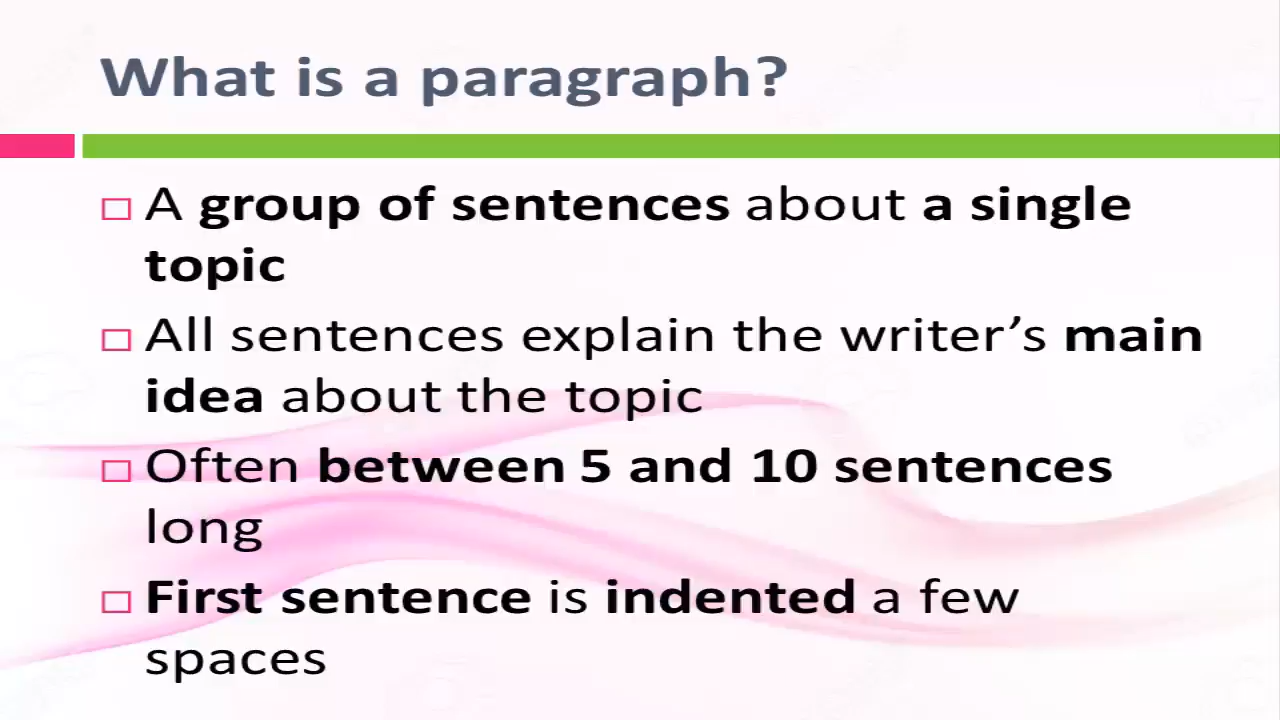 What is a paragraph?
A group of sentences about a single
topic
All sentences explain the writer’s main
idea about the topic
Often between 5 and 10 sentences
long
First sentence is indented a few
spaces